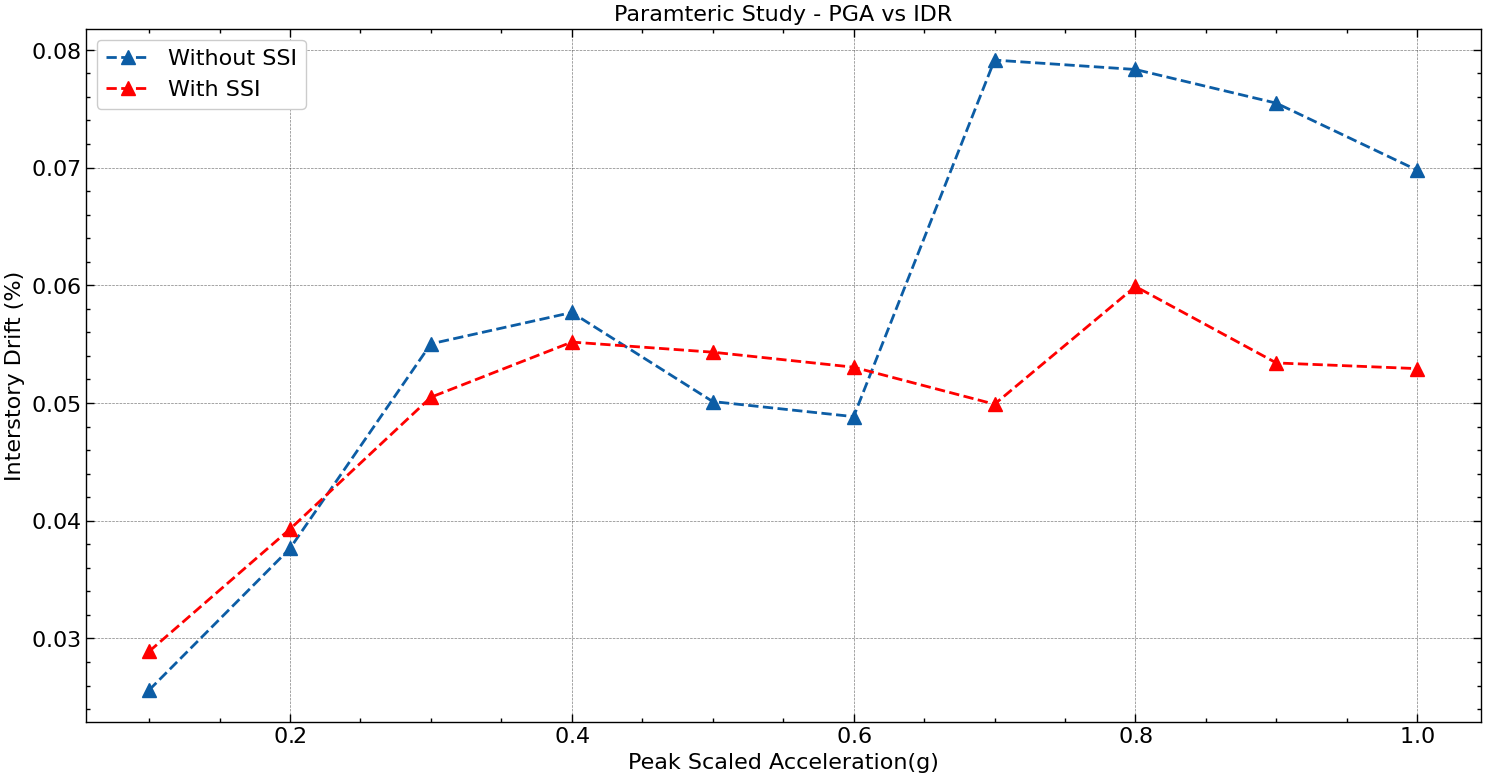 Paramteric Study - PGA vs IDR
Without SSI
With SSI
Interstory Drift (%)
0.08
0.07
0.06
0.05
0.04
0.03
0.2 0.4 0.6 0.8 1.0
Peak Scaled Acceleration(g)